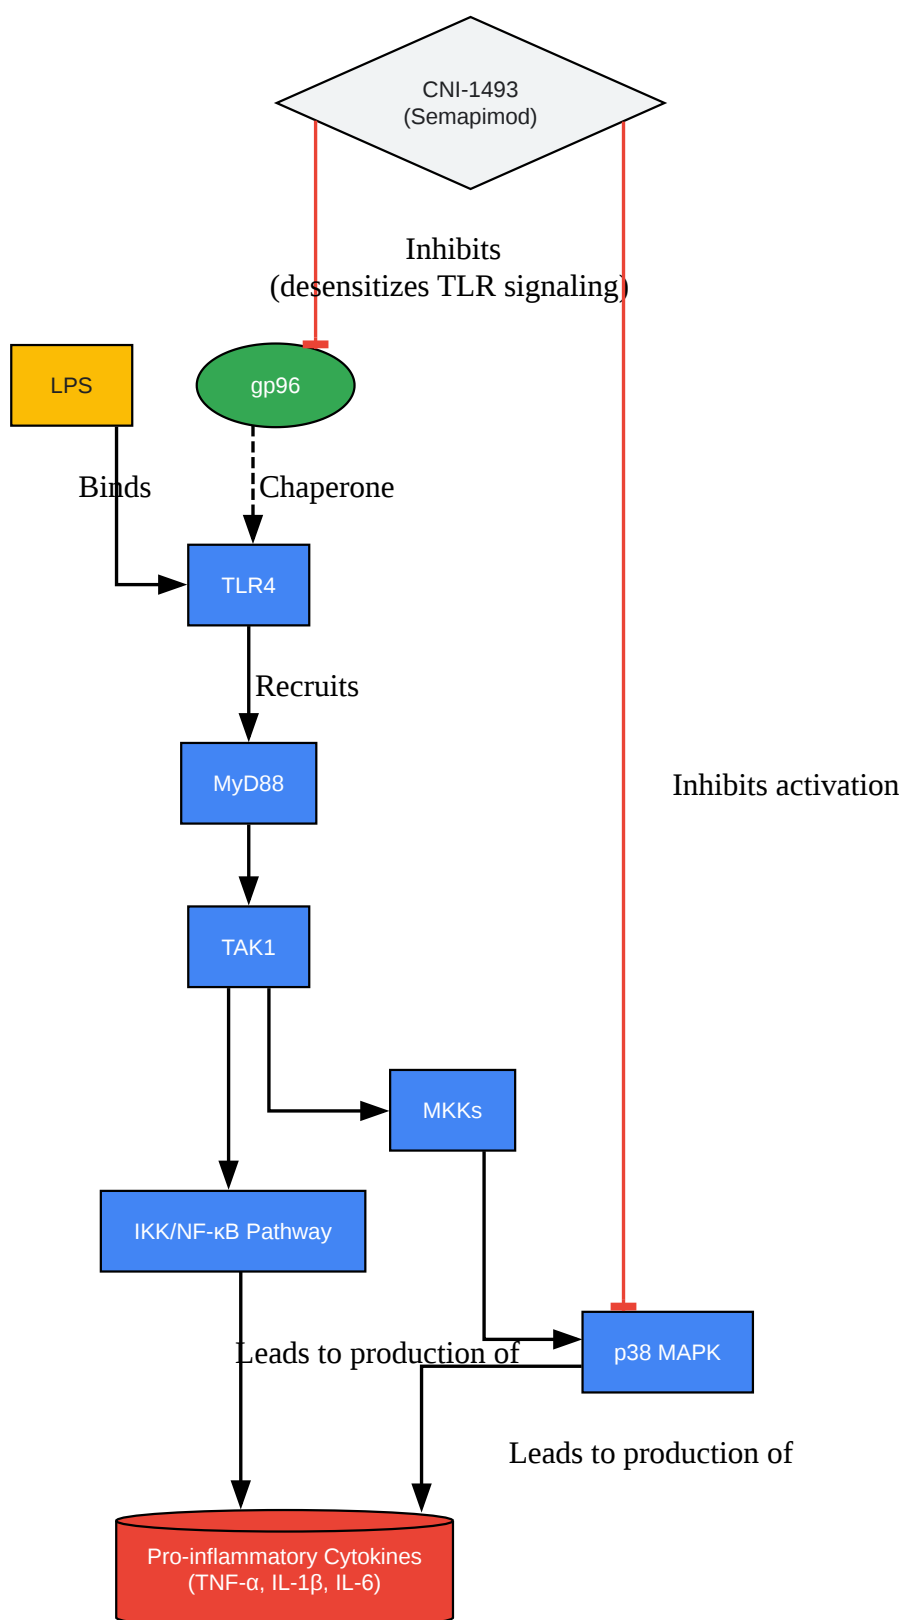 CNI-1493
(Semapimod)
Inhibits
(desensitizes TLR signaling)
LPS
gp96
Binds
Chaperone
TLR4
Recruits
MyD88
Inhibits activation
TAK1
MKKs
IKK/NF-κB Pathway
Leads to production of
p38 MAPK
Leads to production of
Pro-inflammatory Cytokines
(TNF-α, IL-1β, IL-6)